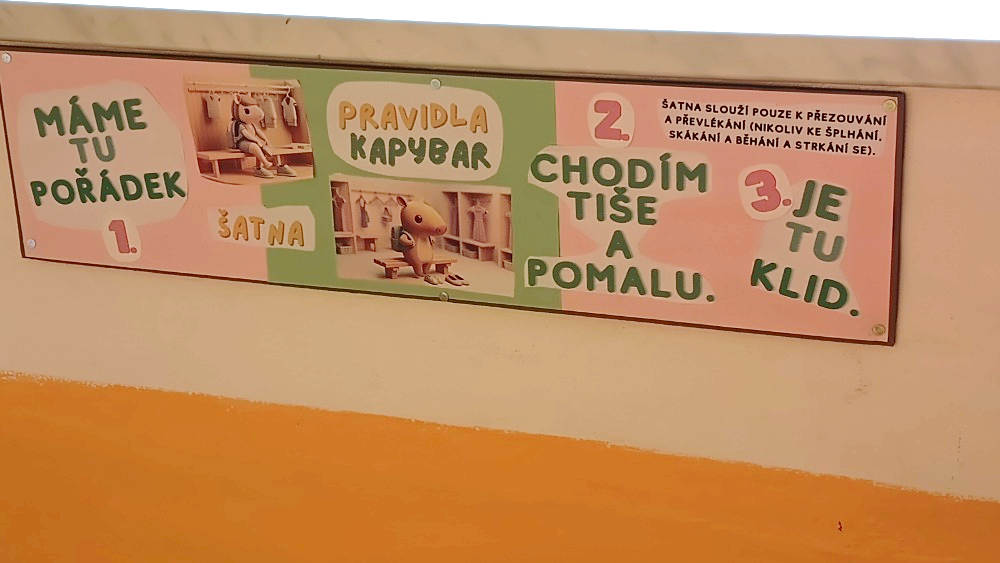 MÁME
TU
POŘÁDEK
1.
ŠATNA
PRAVIDLA
KAPYBAR
2.
CHODÍM
TIŠE
A
POMALU.
ŠATNA SLOUŽÍ POUZE K PŘEZOUVÁNÍ
A PŘEVLÉKÁNÍ (NIKOLIV KE ŠPLHÁNÍ,
SKÁKÁNÍ A BĚHÁNÍ A STRKÁNÍ SE).
3. JE
TU
KLID.